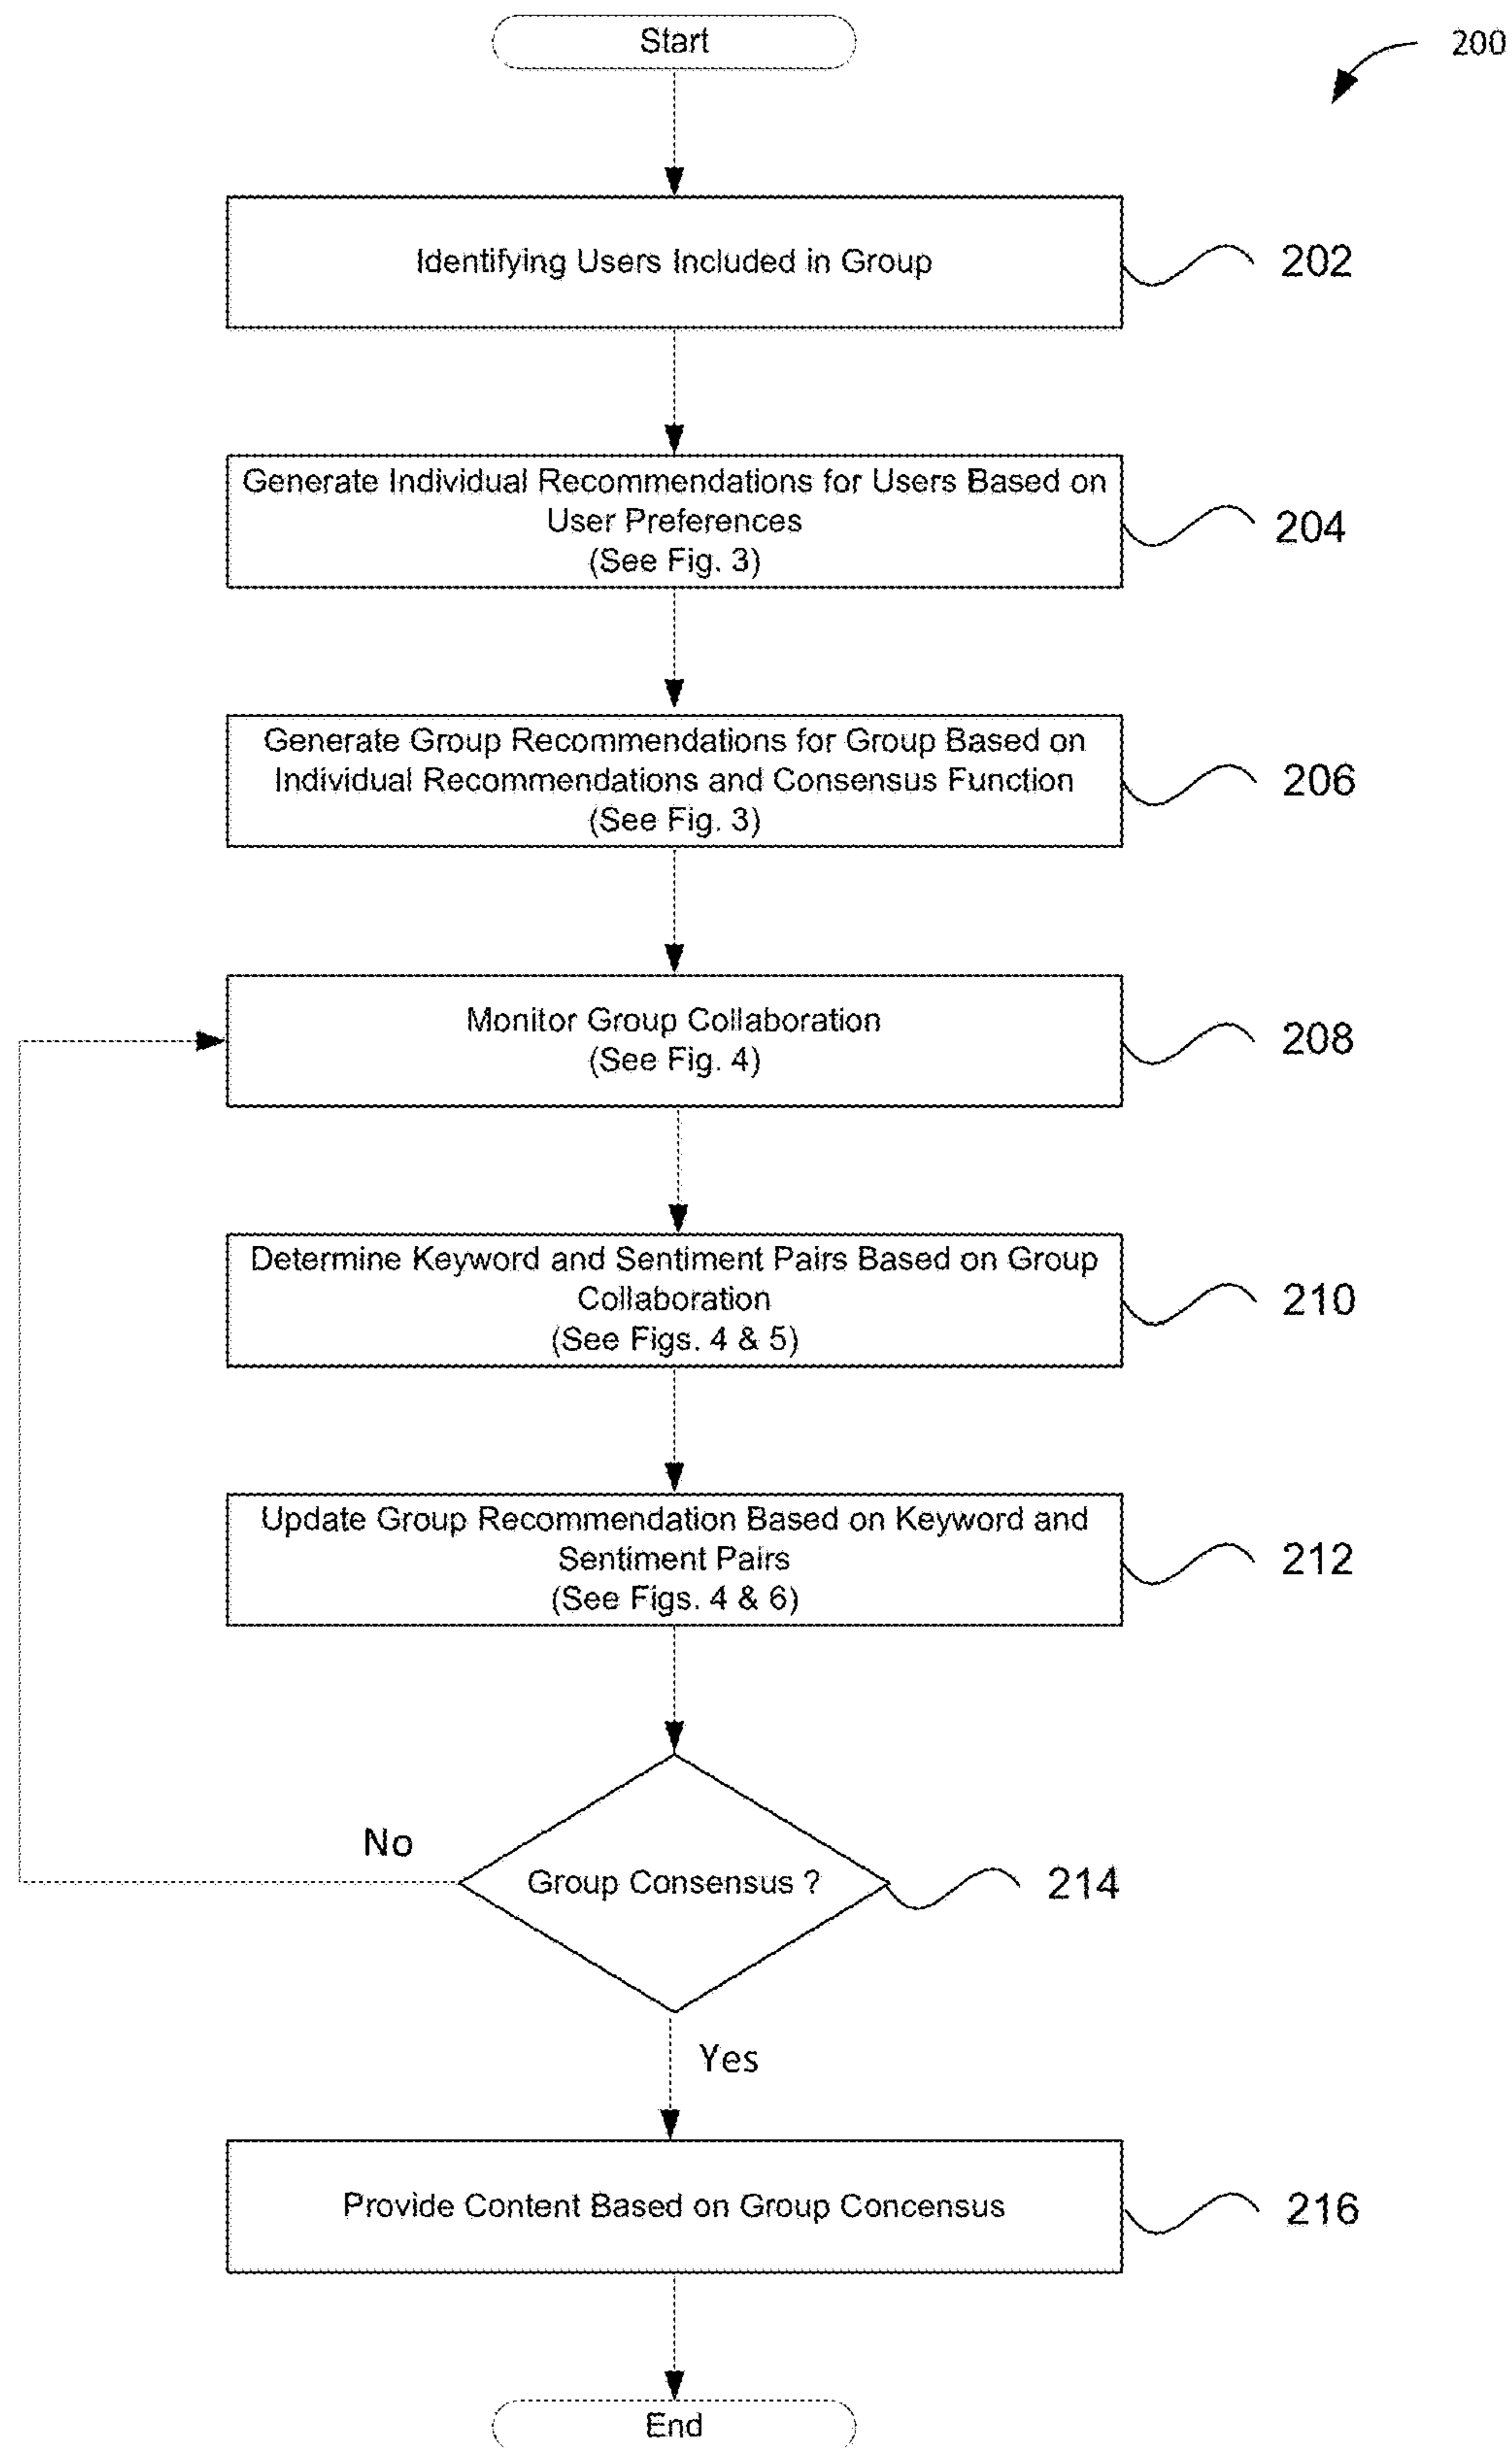 Start
200
Identifying Users Included in Group
202
Generate Individual Recommendations for Users Based on
User Preferences
(See Fig. 3)
204
Generate Group Recommendations for Group Based on
Individual Recommendations and Consensus Function
(See Fig. 3)
206
Monitor Group Collaboration
(See Fig. 4)
208
Determine Keyword and Sentiment Pairs Based on Group
Collaboration
(See Figs. 4 & 5)
210
Update Group Recommendation Based on Keyword and
Sentiment Pairs
(See Figs. 4 & 6)
212
No
Group Consensus ?
214
Yes
Provide Content Based on Group Concensus
216
End